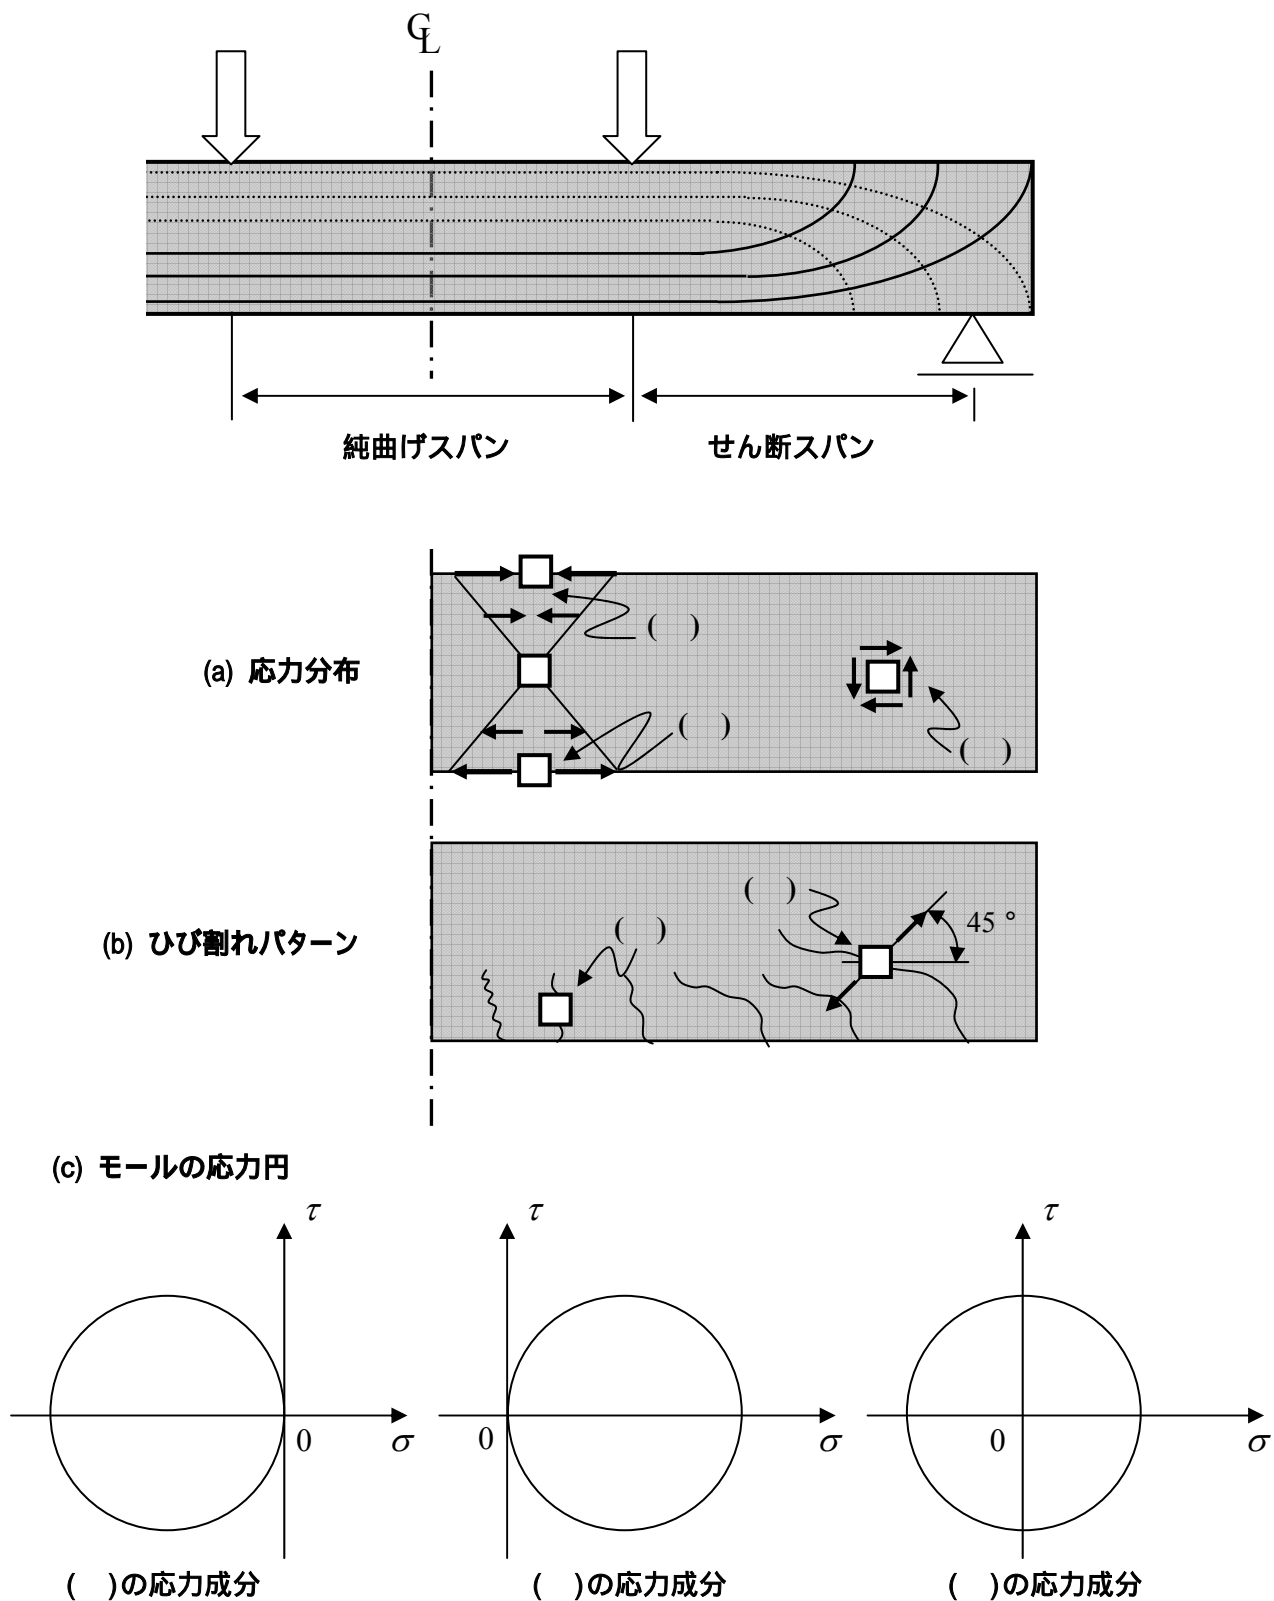 CL
純曲げスパン
せん断スパン
( )
(a) 応力分布
( )
( )
( )
45 °
(b) ひび割れパターン
( )
(c) モールの応力円
τ
τ
τ
0
σ
0
σ
0
σ
( )の応力成分
( )の応力成分
( )の応力成分